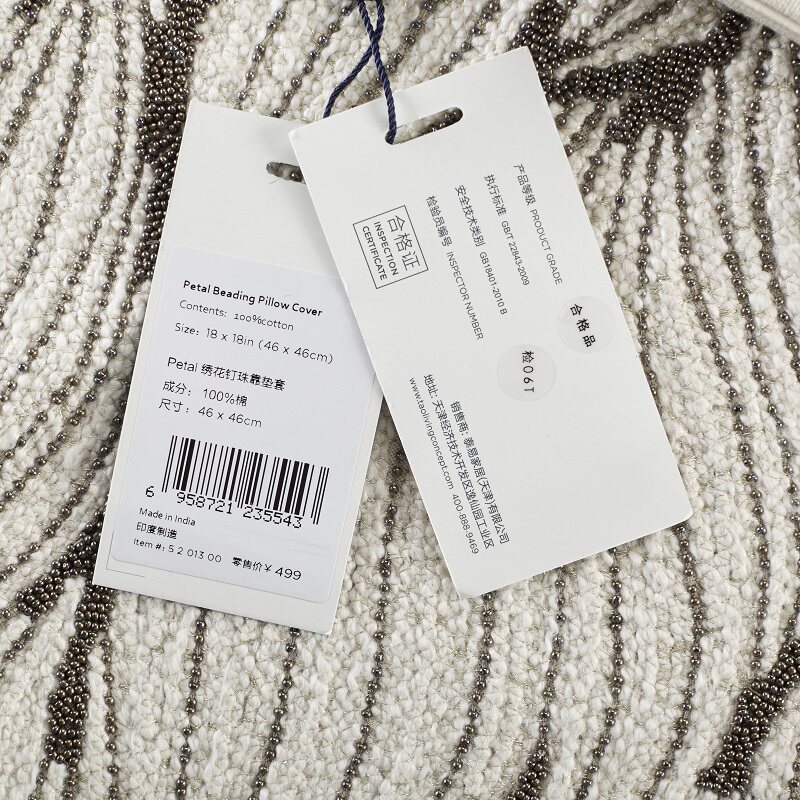 Petal Beading Pillow Cover
Contents: 100%cotton
Size: 18 x 18in (46 x 46cm)
Petal 绣花钉珠靠垫套
成分: 100%棉
尺寸: 46 x 46cm
6 958721 235543
Made in India
印度制造
Item #: 5 2 013 00 零售价¥ 499
合格证
INSPECTION
CERTIFICATE
产品等级 PRODUCT GRADE
合格品
执行标准 GB/T 22843-2009
安全技术类别 GB18401-2010 B
检验员编号 INSPECTOR NUMBER
检06T
销售商: 泰易家居(天津)有限公司
地址: 天津经济技术开发区逸仙园工业区
www.taolivingconcept.com 400-888-9469